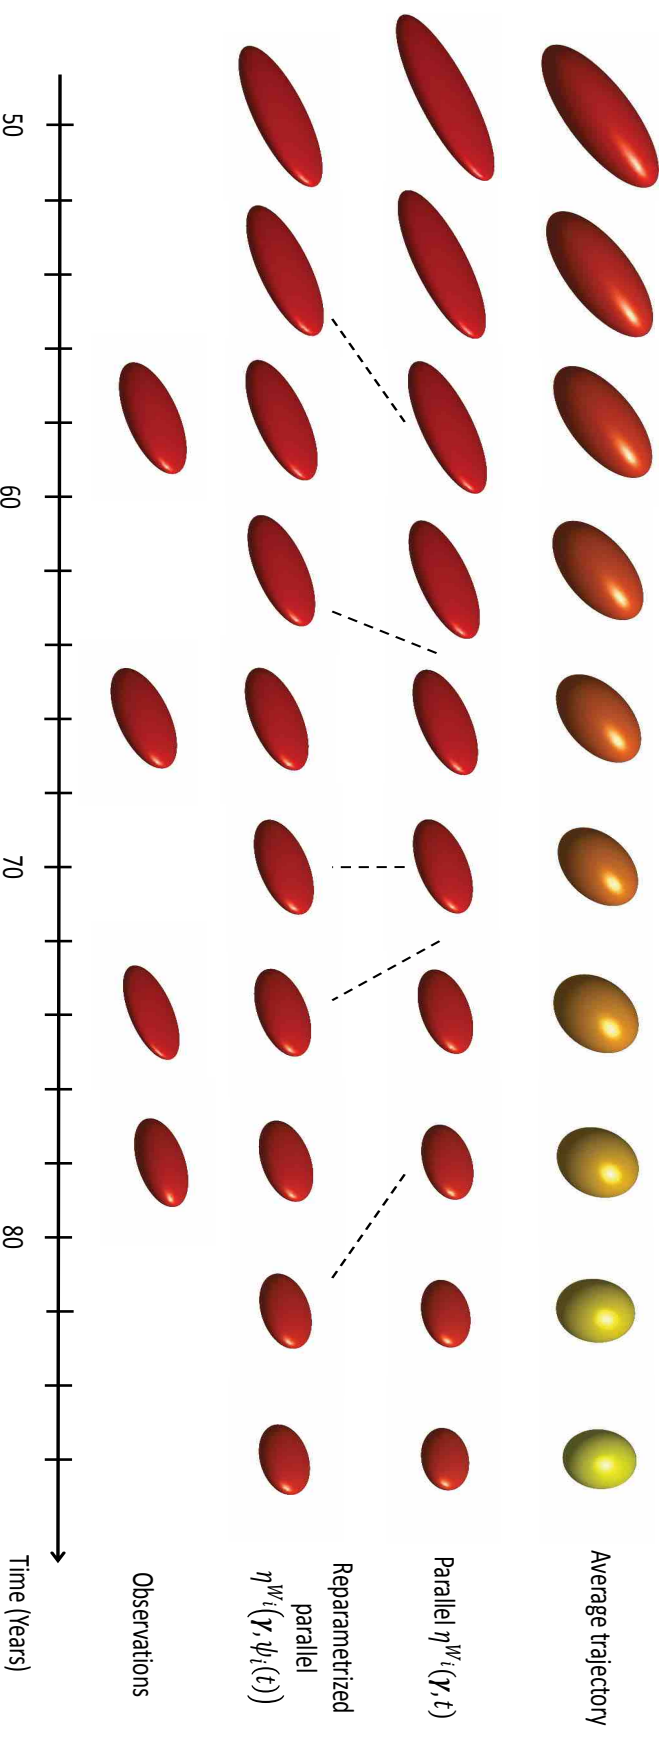 Average trajectory
Parallel η^{W_i}(γ, t)
Reparametrized
parallel
η^{W_i}(γ, ψ_i(t))
Observations
50
60
70
80
Time (Years)